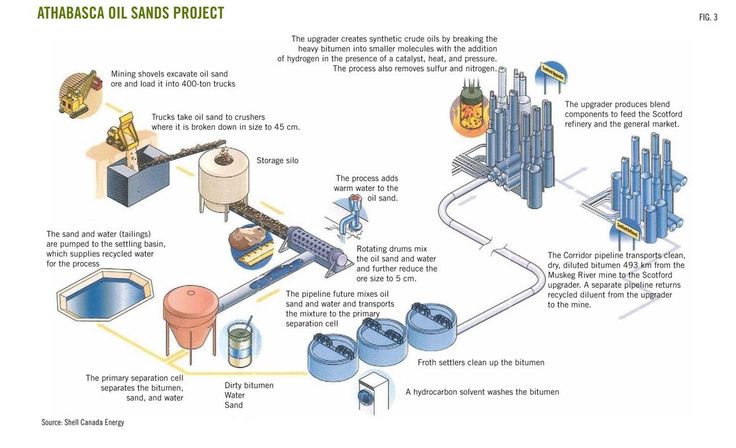 ATHABASCA OIL SANDS PROJECT
FIG. 3
The upgrader creates synthetic crude oils by breaking the
heavy bitumen into smaller molecules with the addition
of hydrogen in the presence of a catalyst, heat, and pressure.
The process also removes sulfur and nitrogen.
Mining shovels excavate oil sand
ore and load it into 400-ton trucks
Scotford Upgrader
The upgrader produces blend
components to feed the Scotford
refinery and the general market.
Trucks take oil sand to crushers
where it is broken down in size to 45 cm.
Storage silo
The process adds
warm water to the
oil sand.
The sand and water (tailings)
are pumped to the settling basin,
which supplies recycled water
for the process
Rotating drums mix
the oil sand and water
and further reduce the
ore size to 5 cm.
Scotford Refinery
The Corridor pipeline transports clean,
dry, diluted bitumen 493 km from the
Muskeg River mine to the Scotford
upgrader. A separate pipeline returns
recycled diluent from the upgrader
to the mine.
The pipeline future mixes oil
sand and water and transports
the mixture to the primary
separation cell
Froth settlers clean up the bitumen
The primary separation cell
separates the bitumen,
sand, and water
Dirty bitumen
Water
Sand
A hydrocarbon solvent washes the bitumen
Source: Shell Canada Energy